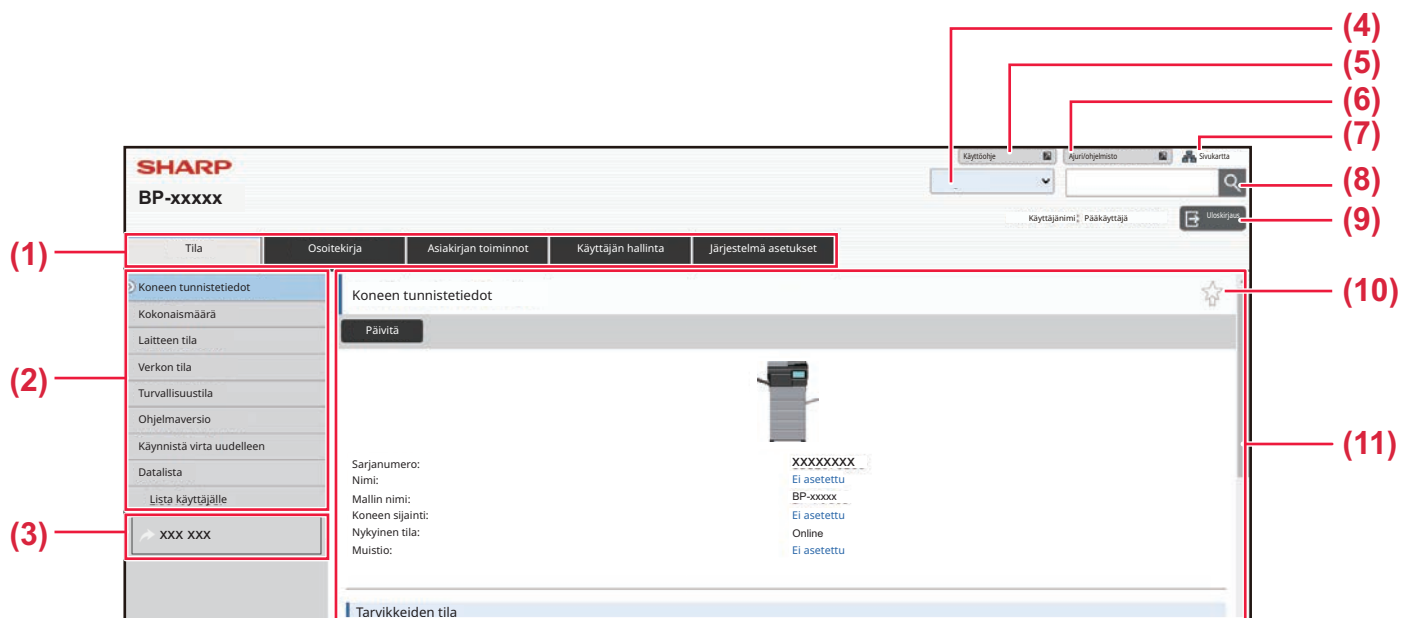 (4)
(5)
(6)
(7)
Käyttöohje
Ajuri/ohjelmisto
Sivukartta
SHARP
(8)
BP-xxxxx
Käyttäjänimi: Pääkäyttäjä
Uloskirjaus
(9)
(1)
Tila
Osoitekirja
Asiakirjan toiminnot
Käyttäjän hallinta
Järjestelmä asetukset
(2)
Koneen tunnistetiedot
Kokonaismäärä
Laitteen tila
Verkon tila
Turvallisuustila
Ohjelmaversio
Käynnistä virta uudelleen
Datalista
Lista käyttäjälle
(3)
XXX XXX
Koneen tunnistetiedot
(10)
Päivitä
(11)
Sarjanumero: XXXXXXXX
Nimi: Ei asetettu
Mallin nimi: BP-xxxxx
Koneen sijainti: Ei asetettu
Nykyinen tila: Online
Muistio: Ei asetettu
Tarvikkeiden tila